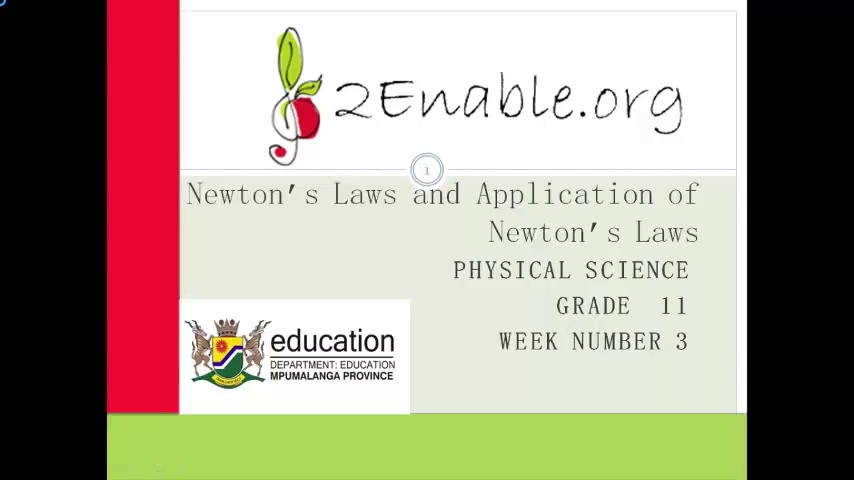 2Enable.org
1
Newton's Laws and Application of
Newton's Laws
PHYSICAL SCIENCE
GRADE 11
WEEK NUMBER 3
education
DEPARTMENT: EDUCATION
MPUMALANGA PROVINCE